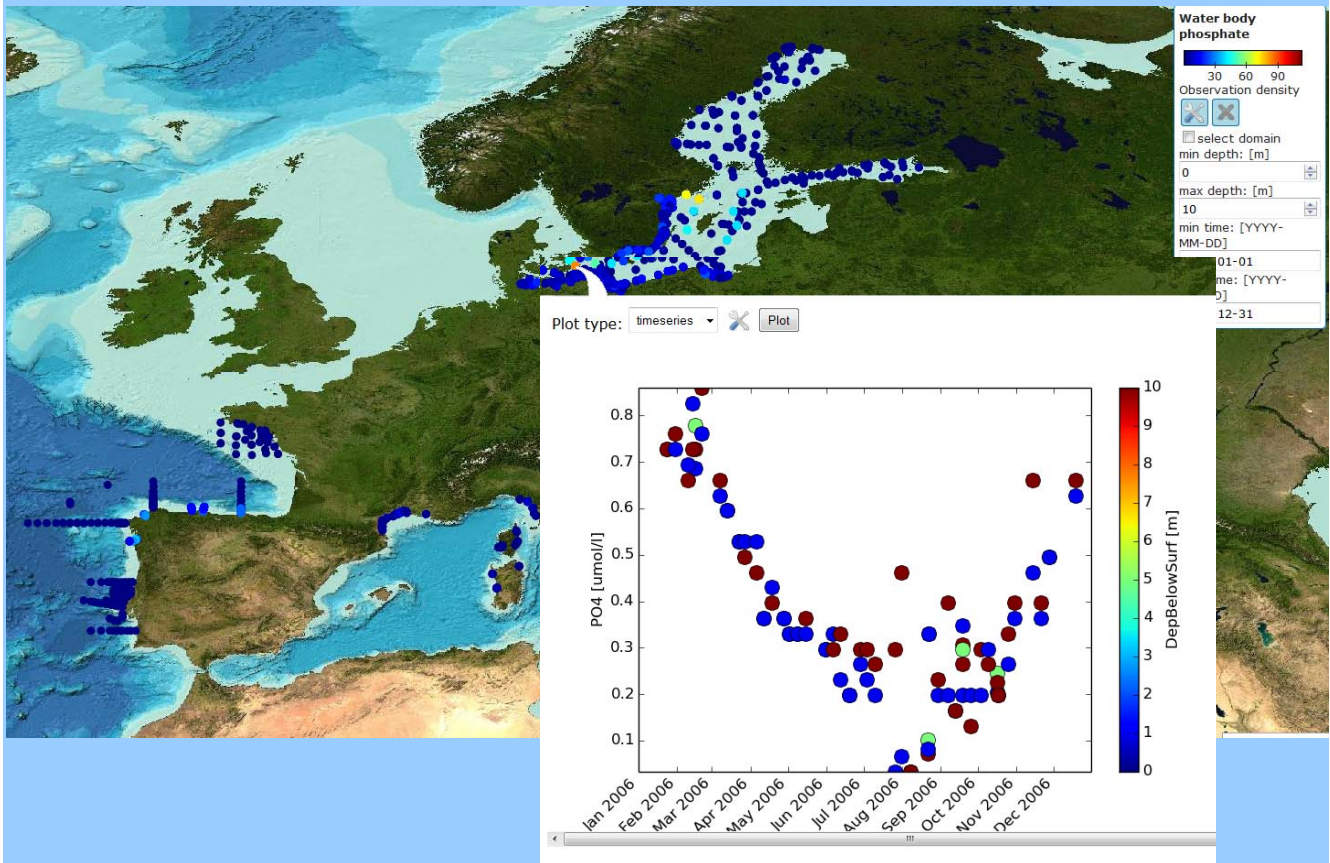 Water body
phosphate
30 60 90
Observation density
select domain
min depth: [m]
0
max depth: [m]
10
min time: [YYYY-
MM-DD]
01-01
me: [YYYY-
D]
12-31
Plot type: timeseries Plot
10
9
8
7
6
5
4
3
2
1
0
DepBelowSurf [m]
0.8
0.7
0.6
0.5
0.4
0.3
0.2
0.1
PO4 [umol/l]
Jan 2006
Feb 2006
Mar 2006
Apr 2006
May 2006
Jun 2006
Jul 2006
Aug 2006
Sep 2006
Oct 2006
Nov 2006
Dec 2006